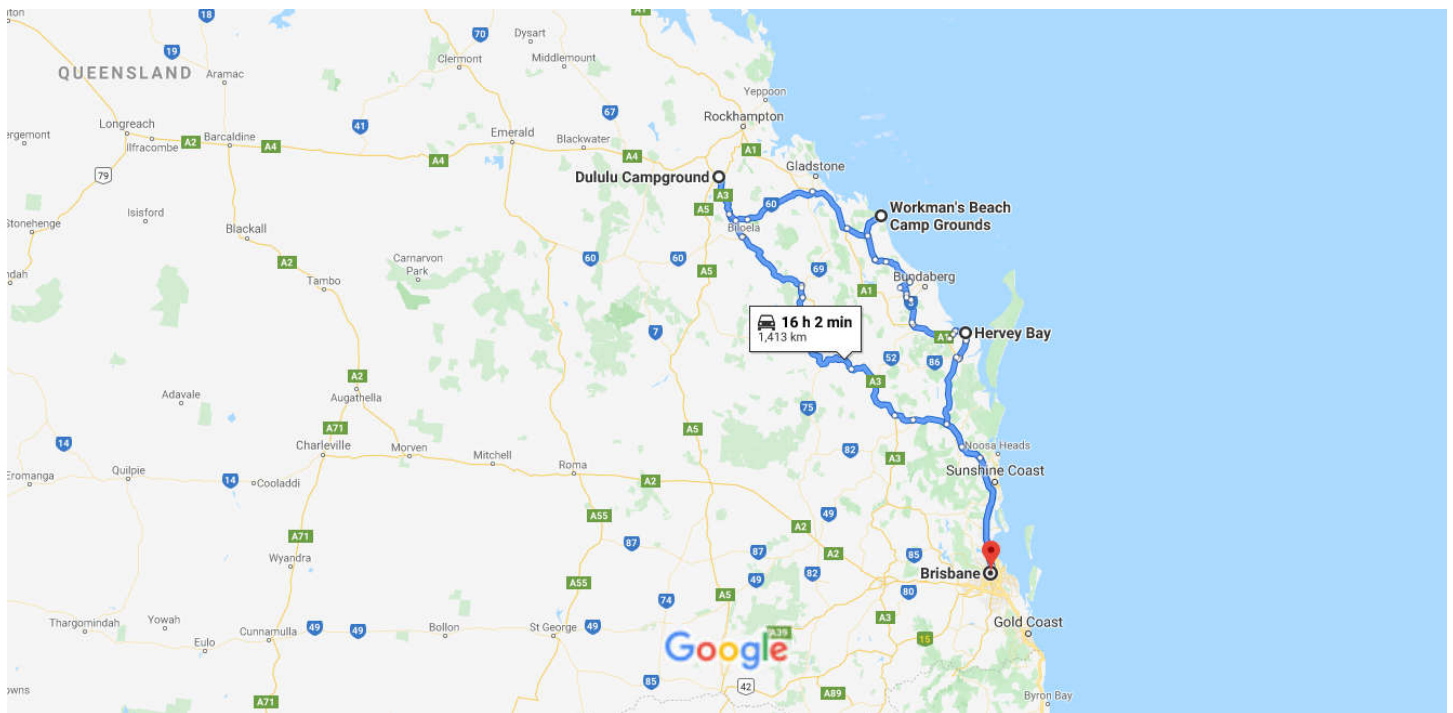 ton
18
A1
Dysart
70
Middlemount
Clermont
19
QUEENSLAND
Aramac
Yeppoon
67
Rockhampton
Longreach
Ilfracombe
A2
Barcaldine
A4
41
Emerald
Blackwater
A4
A1
ergemont
A4
79
Gladstone
Dululu Campground
A3
60
A5
Workman's Beach
Camp Grounds
Isisford
Stonehenge
Blackall
Biloela
A2
Carnarvon
Park
60
60
69
A5
Bundaberg
ndah
Tambo
A1
3
16 h 2 min
1,413 km
7
Hervey Bay
52
86
A2
A3
Adavale
Augathella
75
A71
A5
14
Charleville
Morven
Mitchell
82
Noosa Heads
A3
Roma
Sunshine Coast
Eromanga
Quilpie
14
Cooladdi
A2
A55
49
49
A71
A2
87
87
A2
85
Wyandra
49
82
Brisbane
A55
80
74
A5
Thargomindah
Yowah
49
49
Bollon
St George
49
A3
Gold Coast
Eulo
Cunnamulla
A39
15
Google
85
42
A89
A71
owns
Byron Bay